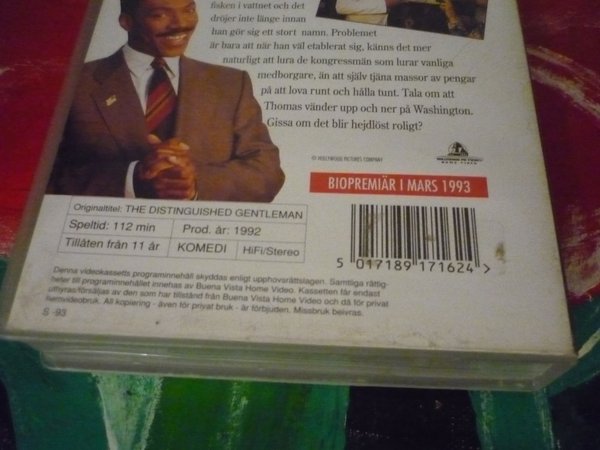 fisken i vattnet och det
dröjer inte länge innan
han gör sig ett stort namn. Problemet
är bara att när han väl etablerat sig, känns det mer
naturligt att lura de kongressmän som lurar vanliga
medborgare, än att själv tjäna massor av pengar
på att lova runt och hålla tunt. Tala om att
Thomas vänder upp och ner på Washington.
Gissa om det blir hejdlöst roligt?
© HOLLYWOOD PICTURES COMPANY
HOLLYWOOD PICTURES
HOME VIDEO
BIOPREMIÄR I MARS 1993
Originaltitel: THE DISTINGUISHED GENTLEMAN
Speltid: 112 min Prod. år: 1992
Tillåten från 11 år KOMEDI HiFi/Stereo
5 017189 171624 >
Denna videokassetts programinnehåll skyddas enligt upphovsrättslagen. Samtliga rättig-
heter till programinnehållet innehas av Buena Vista Home Video. Kassetten får endast
uthyras/försäljas av den som har tillstånd från Buena Vista Home Video och då för privat
hemvideobruk. All kopiering - även för privat bruk - är förbjuden. Missbruk beivras.
S -93